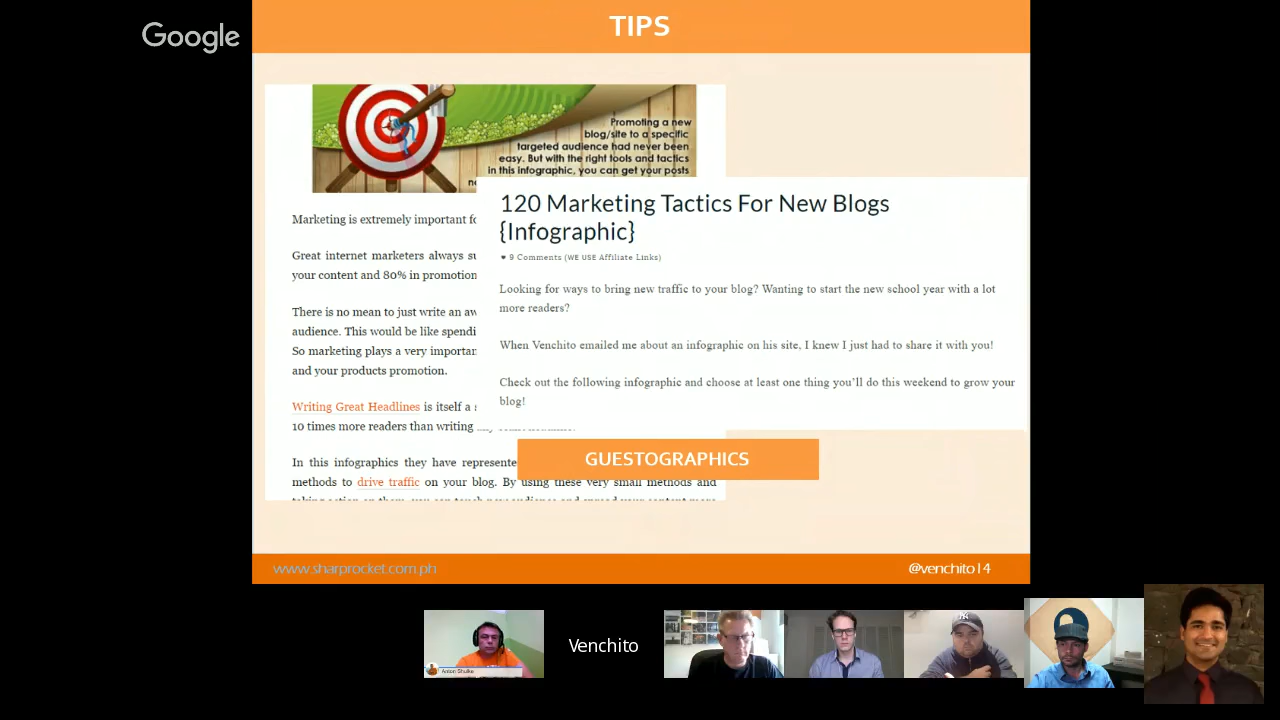 Google
TIPS
Promoting a new
blog/site to a specific
targeted audience had never been
easy. But with the right tools and tactics
in this infographic, you can get your posts
Marketing is extremely important
Great internet marketers always
your content and 80% in promotion
There is no mean to just write an
audience. This would be like
So marketing plays a very
and your products promotion.
Writing Great Headlines is itself a
10 times more readers than writing
In this infographics they have
methods to drive traffic on your blog. By using these very small methods and
120 Marketing Tactics For New Blogs
{Infographic}
♥ 9 Comments (WE USE Affiliate Links)
Looking for ways to bring new traffic to your blog? Wanting to start the new school year with a lot
more readers?
When Venchito emailed me about an infographic on his site, I knew I just had to share it with you!
Check out the following infographic and choose at least one thing you'll do this weekend to grow your
blog!
GUESTOGRAPHICS
www.sharprocket.com.ph
@venchito14
Anton Shulke
Venchito